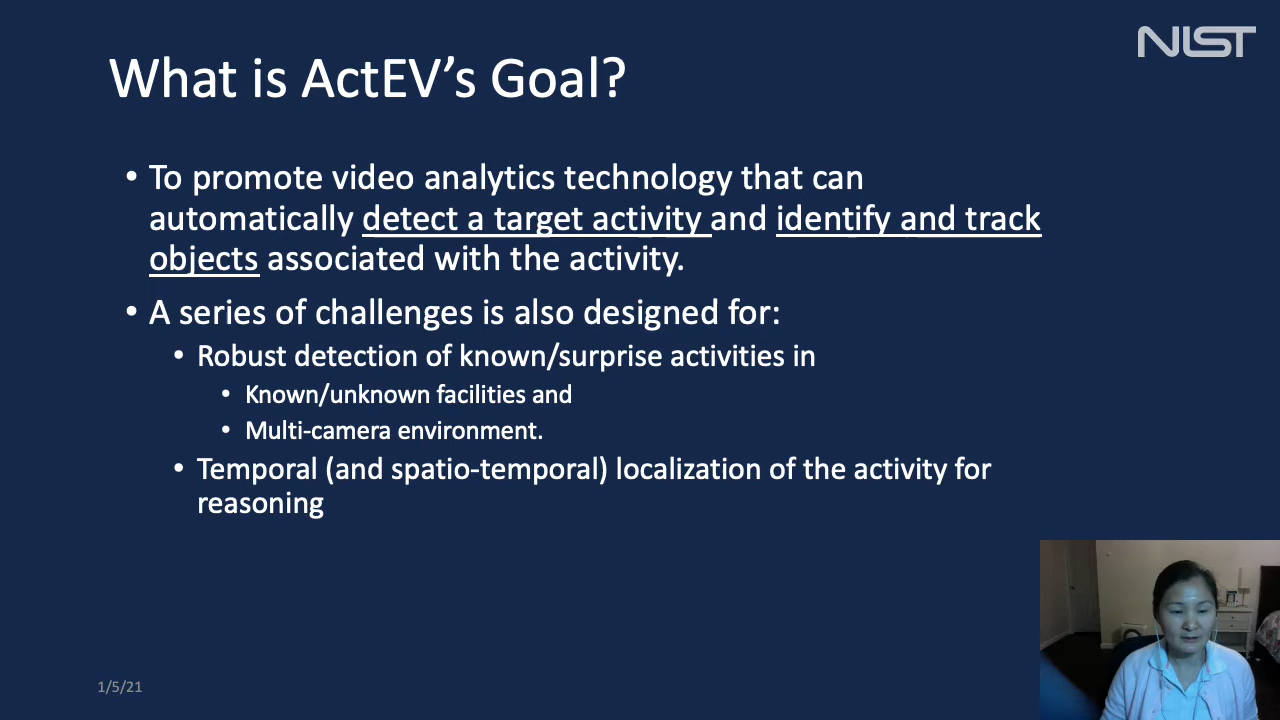 NIST
What is ActEV’s Goal?
• To promote video analytics technology that can
automatically detect a target activity and identify and track
objects associated with the activity.
• A series of challenges is also designed for:
• Robust detection of known/surprise activities in
• Known/unknown facilities and
• Multi-camera environment.
• Temporal (and spatio-temporal) localization of the activity for
reasoning
1/5/21